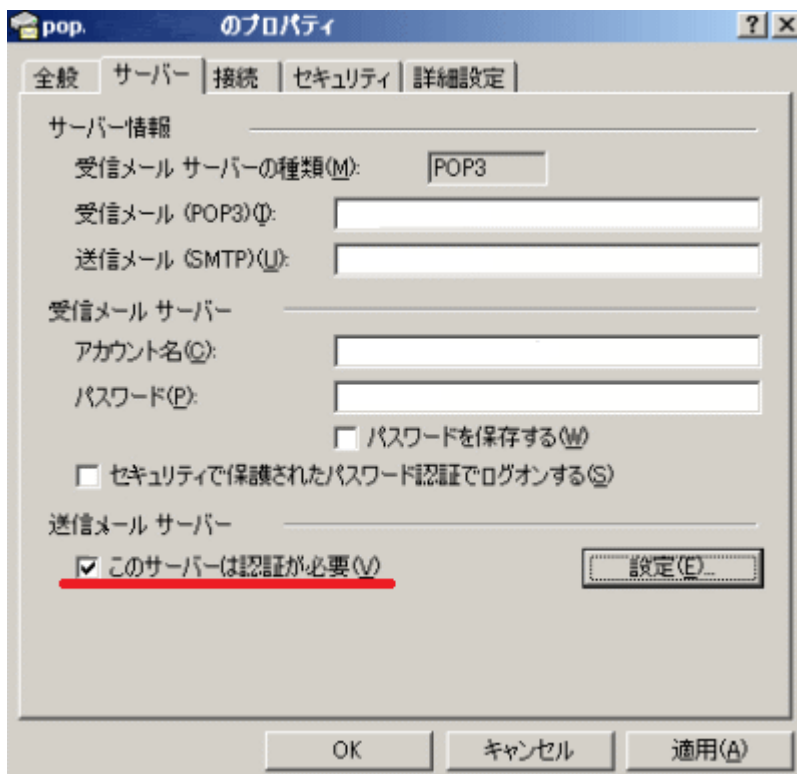 pop. のプロパティ
全般 サーバー 接続 セキュリティ 詳細設定
サーバー情報
受信メール サーバーの種類(M): POP3
受信メール (POP3)(I):
送信メール (SMTP)(U):
受信メール サーバー
アカウント名(C):
パスワード(P):
パスワードを保存する(W)
セキュリティで保護されたパスワード認証でログオンする(S)
送信メール サーバー
このサーバーは認証が必要(V) 設定(E)...
OK キャンセル 適用(A)